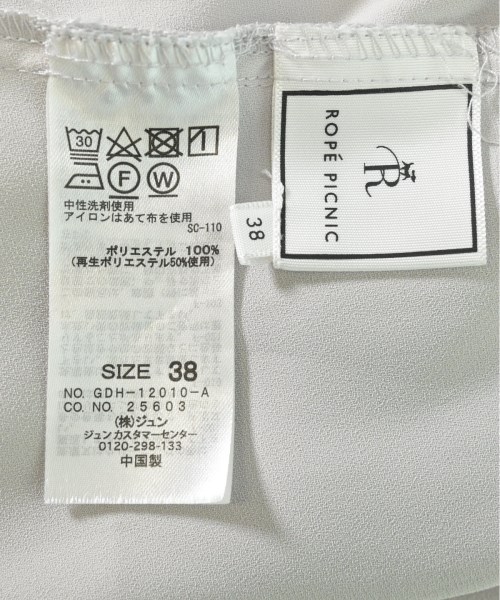 30
F W
中性洗剤使用
アイロンはあて布を使用
SC-110
ポリエステル 100%
(再生ポリエステル50%使用)
SIZE 38
NO. GDH-12010-A
CO. NO. 25603
(株)ジュン
ジュンカスタマーセンター
0120-298-133
中国製
38
R
ROPÉ PICNIC